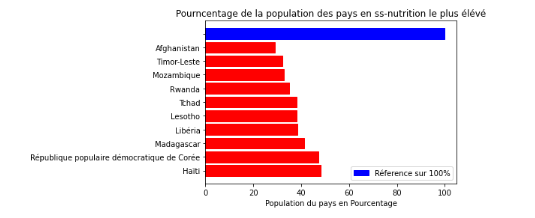 Pourncentage de la population des pays en ss-nutrition le plus élévé
Afghanistan
Timor-Leste
Mozambique
Rwanda
Tchad
Lesotho
Libéria
Madagascar
République populaire démocratique de Corée
Haïti
Réference sur 100%
0 20 40 60 80 100
Population du pays en Pourcentage